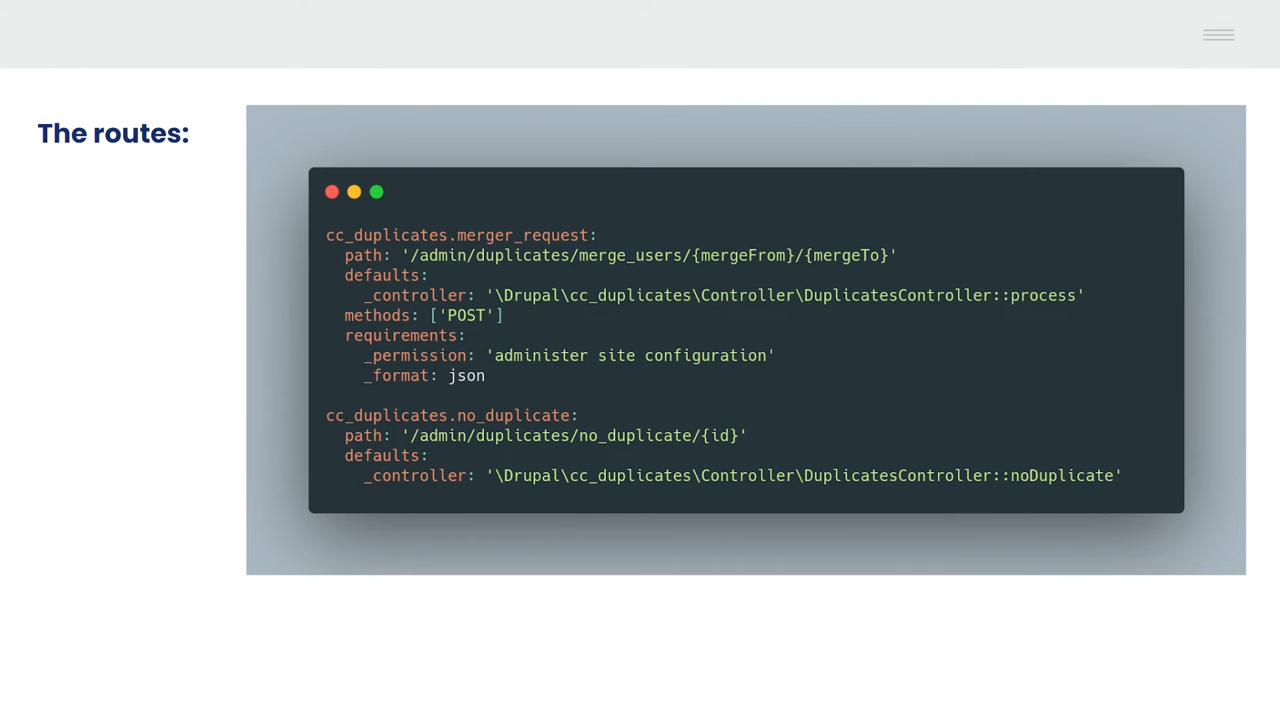 The routes:
cc_duplicates.merger_request:
  path: '/admin/duplicates/merge_users/{mergeFrom}/{mergeTo}'
  defaults:
    _controller: '\Drupal\cc_duplicates\Controller\DuplicatesController::process'
  methods: ['POST']
  requirements:
    _permission: 'administer site configuration'
    _format: json
cc_duplicates.no_duplicate:
  path: '/admin/duplicates/no_duplicate/{id}'
  defaults:
    _controller: '\Drupal\cc_duplicates\Controller\DuplicatesController::noDuplicate'